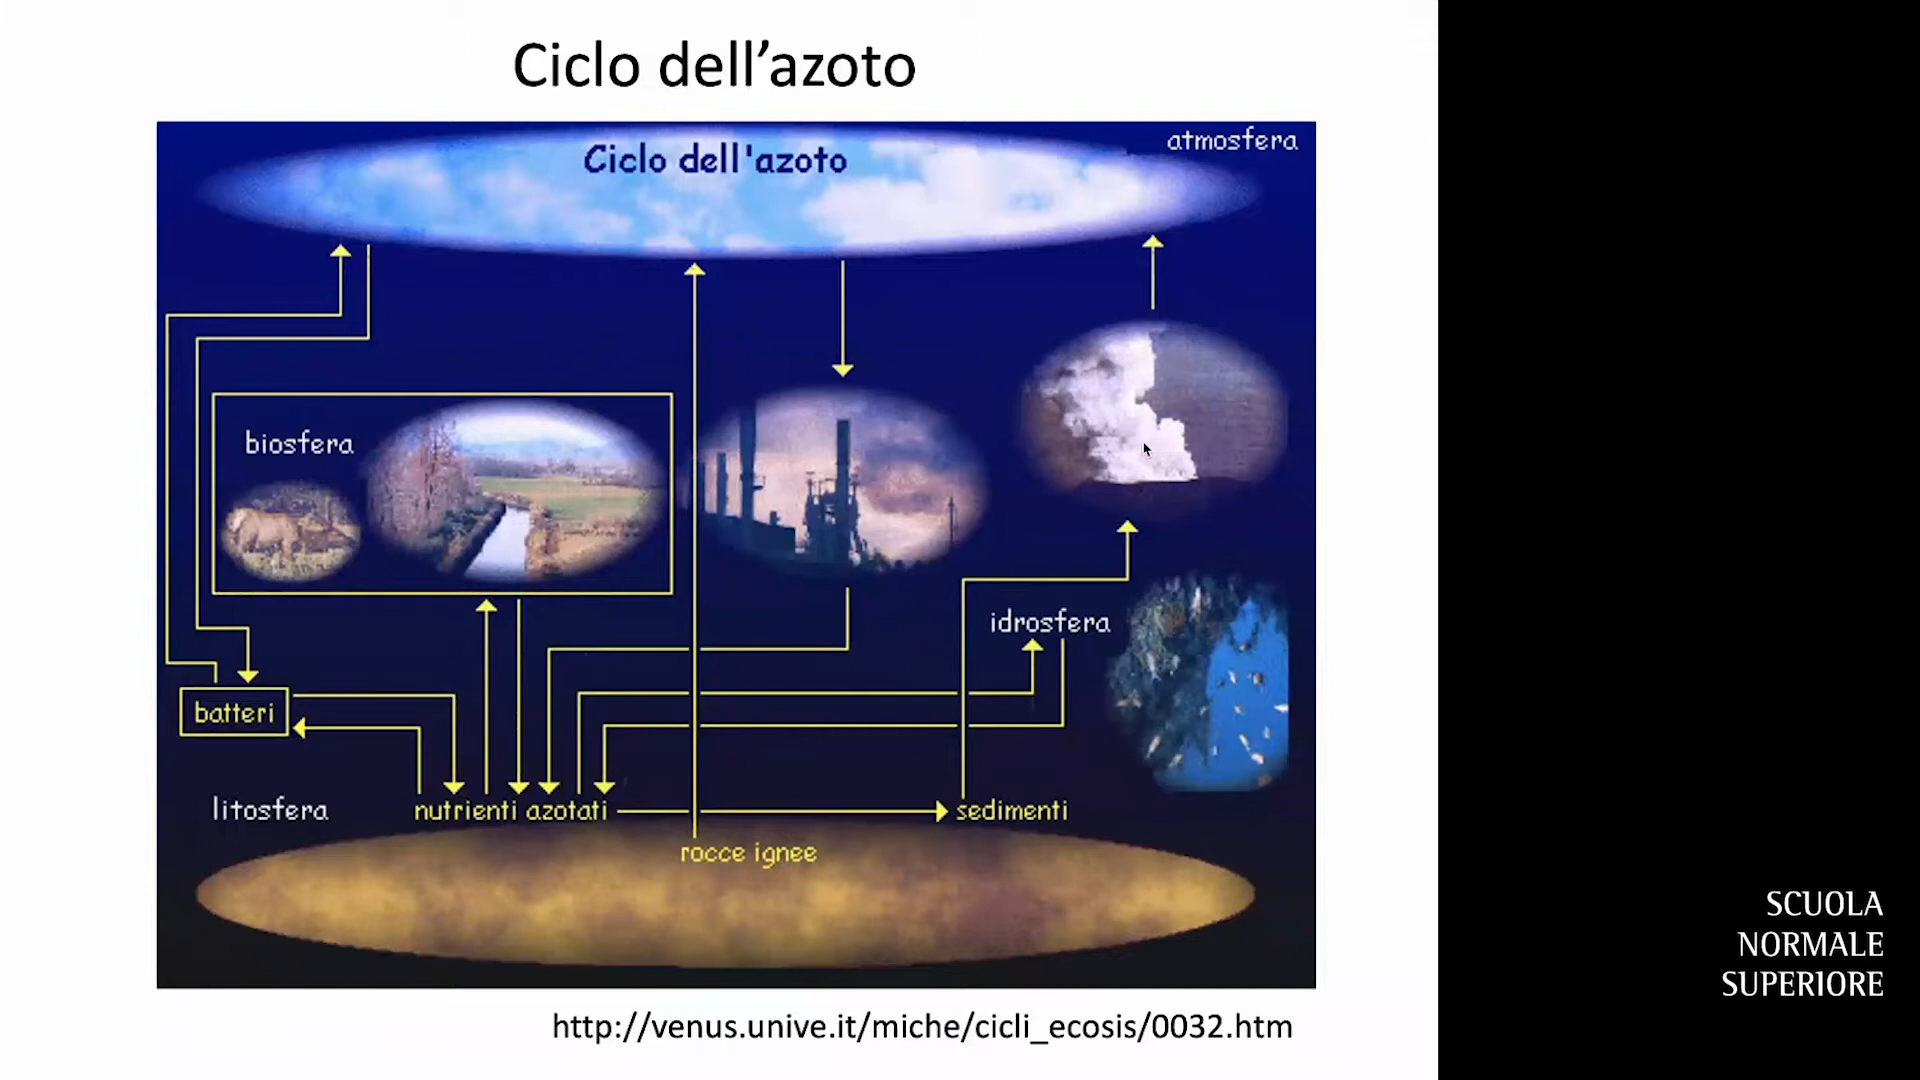 Ciclo dell’azoto
Ciclo dell'azoto
atmosfera
biosfera
idrosfera
batteri
litosfera
nutrienti azotati
sedimenti
rocce ignee
http://venus.unive.it/miche/cicli_ecosis/0032.htm
SCUOLA
NORMALE
SUPERIORE